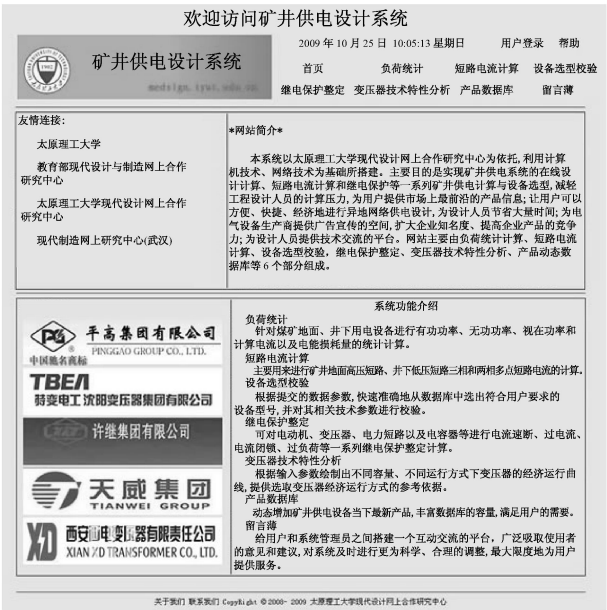 欢迎访问矿井供电设计系统
矿井供电设计系统
2009 年 10 月 25 日 10:05:13 星期日 用户登录 帮助
首页 负荷统计 短路电流计算 设备选型校验
继电保护整定 变压器技术特性分析 产品数据库 留言薄
友情连接:
太原理工大学
教育部现代设计与制造网上合作
研究中心
太原理工大学现代设计网上合作
研究中心
现代制造网上研究中心(武汉)
*网站简介*
本系统以太原理工大学现代设计网上合作研究中心为依托,利用计算
机技术、网络技术为基础所搭建。主要目的是实现矿井供电系统的在线设
计计算、短路电流计算和继电保护等一系列矿井供电计算与设备选型,减轻
工程设计人员的计算压力,为用户提供市场上最前沿的产品信息;让用户可以
方便、快捷、经济地进行异地网络供电设计,为设计人员节省大量时间;为电
气设备生产商提供广告宣传的空间,扩大企业知名度、提高企业产品的竞争
力;为设计人员提供技术交流的平台。网站主要由负荷统计计算、短路电流
计算、设备选型校验，继电保护整定、变压器技术特性分析、产品动态数
据库等 6 个部分组成。
平高集团有限公司
PINGGAO GROUP CO., LTD.
中国驰名商标
TBEA
特变电工沈阳变压器集团有限公司
许继集团有限公司
天威集团
TIANWEI GROUP
XD
西安西电变压器有限责任公司
XIAN XD TRANSFORMER CO., LTD.
系统功能介绍
负荷统计
针对煤矿地面、井下用电设备进行有功功率、无功功率、视在功率和
计算电流以及电能损耗量的统计计算。
短路电流计算
主要用来进行矿井地面高压短路、井下低压短路三相和两相多点短路电流的计算。
设备选型校验
根据提交的数据参数,快速准确地从数据库中选出符合用户要求的
设备型号,并对其相关技术参数进行校验。
继电保护整定
可对电动机、变压器、电力短路以及电容器等进行电流速断、过电流、
电流闭锁、过负荷等一系列继电保护整定计算。
变压器技术特性分析
根据输入参数绘制出不同容量、不同运行方式下变压器的经济运行曲
线,提供选取变压器经济运行方式的参考依据。
产品数据库
动态增加矿井供电设备当下最新产品,丰富数据库的容量,满足用户的需要。
留言薄
给用户和系统管理员之间搭建一个互动交流的平台，广泛吸取使用者
的意见和建议,对系统及时进行更为科学、合理的调整,最大限度地为用户
提供服务。
关于我们 联系我们 CopyRight ©2008- 2009 太原理工大学现代设计网上合作研究中心